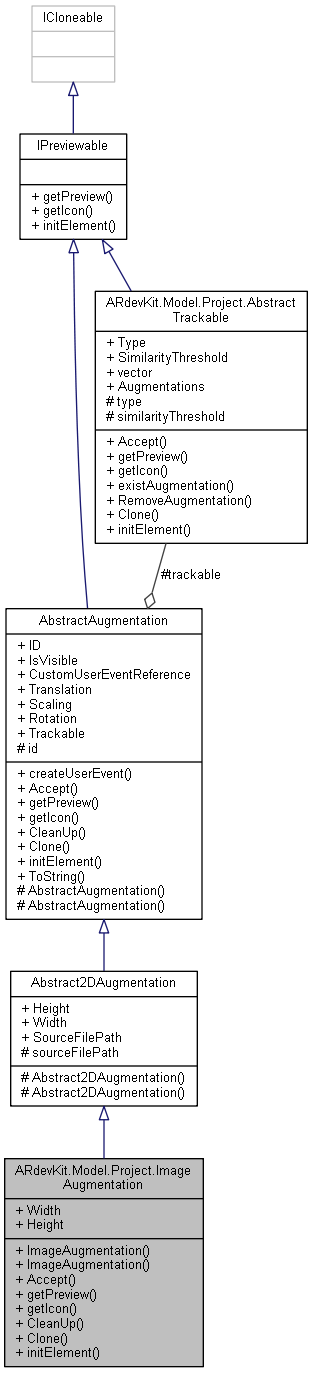 ICloneable
IPreviewable
+ getPreview()
+ getIcon()
+ initElement()
ARdevKit.Model.Project.Abstract
Trackable
+ Type
+ SimilarityThreshold
+ vector
+ Augmentations
# type
# similarityThreshold
+ Accept()
+ getPreview()
+ getIcon()
+ existAugmentation()
+ RemoveAugmentation()
+ Clone()
+ initElement()
#trackable
AbstractAugmentation
+ ID
+ IsVisible
+ CustomUserEventReference
+ Translation
+ Scaling
+ Rotation
+ Trackable
# id
+ createUserEvent()
+ Accept()
+ getPreview()
+ getIcon()
+ CleanUp()
+ Clone()
+ initElement()
+ ToString()
# AbstractAugmentation()
# AbstractAugmentation()
Abstract2DAugmentation
+ Height
+ Width
+ SourceFilePath
# sourceFilePath
# Abstract2DAugmentation()
# Abstract2DAugmentation()
ARdevKit.Model.Project.Image
Augmentation
+ Width
+ Height
+ ImageAugmentation()
+ ImageAugmentation()
+ Accept()
+ getPreview()
+ getIcon()
+ CleanUp()
+ Clone()
+ initElement()